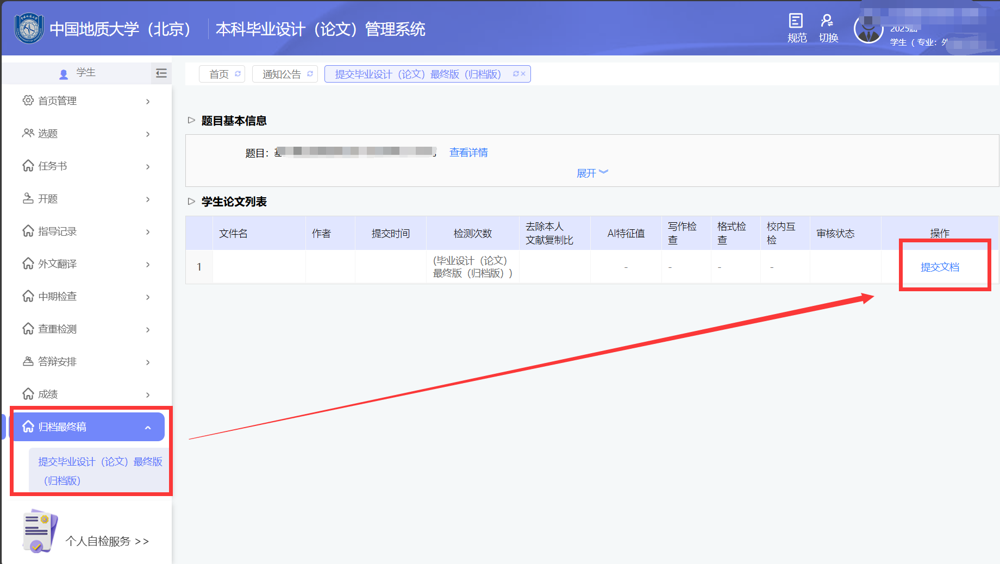 中国地质大学（北京） 本科毕业设计（论文）管理系统
规范 切换
2025届
学生（专业：外
学生
首页 通知公告 提交毕业设计（论文）最终版（归档版）
首页管理
选题
任务书
开题
指导记录
外文翻译
中期检查
查重检测
答辩安排
成绩
归档最终稿
提交毕业设计（论文）最终版
（归档版）
个人自检服务 >>
题目基本信息
题目： 查看详情
展开
学生论文列表
文件名 作者 提交时间 检测次数 去除本人
文献复制比 AI特征值 写作检
查 格式检
查 校内互
检 审核状态 操作
1 (毕业设计（论文）
最终版（归档版）) - - - - 提交文档